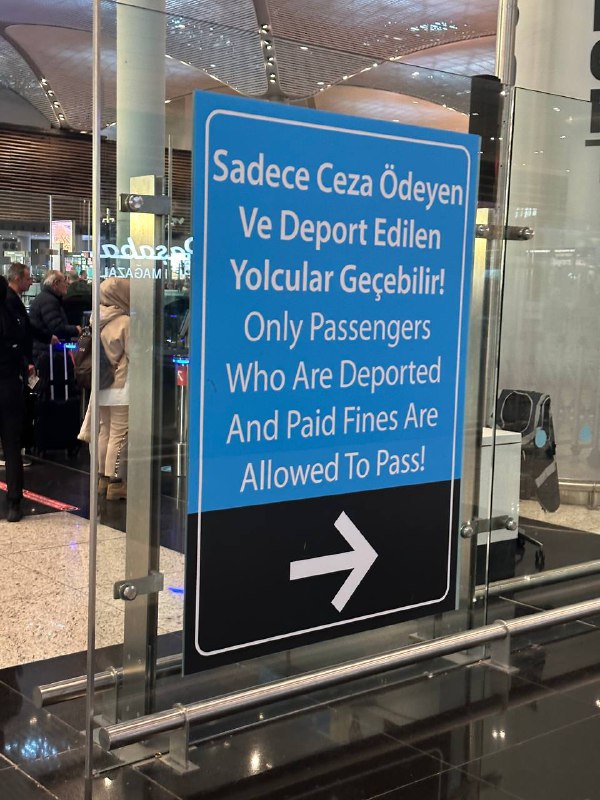 Sadece Ceza Ödeyen
Ve Deport Edilen
Yolcular Geçebilir!
Only Passengers
Who Are Deported
And Paid Fines Are
Allowed To Pass!